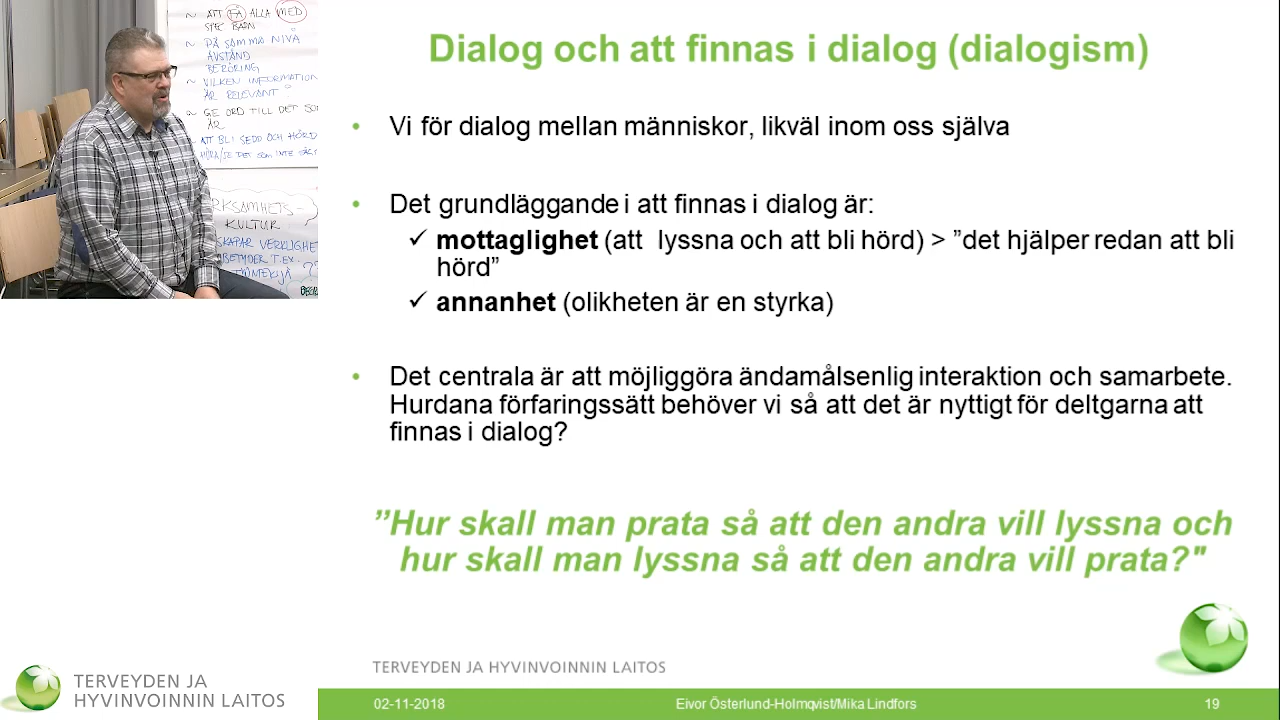 ~ ATT FÅ ALLA MED
~ PÅ SAMMA NIVÅ
AVSTÅND
BERÖRING
~ VILKEN INFORMATION
ÄR RELEVANT?
~ GE ORD TILL DET SO
ÄR
ATT BLI SEDD OCH HÖRD
KSAMHETS-
KULTUR ?
SKAPAR VERKLIGHET
BETYDER T.EX.
Dialog och att finnas i dialog (dialogism)
• Vi för dialog mellan människor, likväl inom oss själva
• Det grundläggande i att finnas i dialog är:
✓ mottaglighet (att lyssna och att bli hörd) > ”det hjälper redan att bli
hörd”
✓ annanhet (olikheten är en styrka)
• Det centrala är att möjliggöra ändamålsenlig interaktion och samarbete.
Hurdana förfaringssätt behöver vi så att det är nyttigt för deltgarna att
finnas i dialog?
”Hur skall man prata så att den andra vill lyssna och
hur skall man lyssna så att den andra vill prata?"
TERVEYDEN JA HYVINVOINNIN LAITOS
TERVEYDEN JA
HYVINVOINNIN LAITOS
02-11-2018 Eivor Österlund-Holmqvist/Mika Lindfors 19